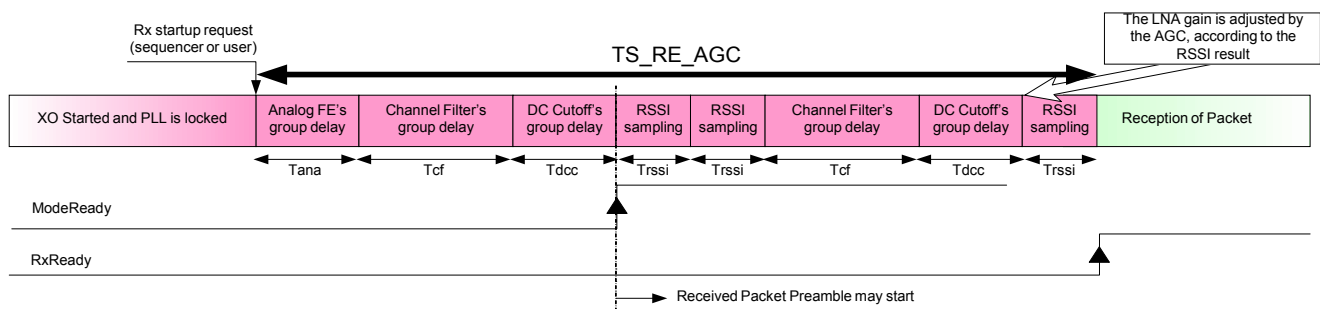 Rx startup request
(sequencer or user)
TS_RE_AGC
The LNA gain is adjusted by
the AGC, according to the
RSSI result
XO Started and PLL is locked
Analog FE's
group delay
Channel Filter's
group delay
DC Cutoff's
group delay
RSSI
sampling
RSSI
sampling
Channel Filter's
group delay
DC Cutoff's
group delay
RSSI
sampling
Reception of Packet
Tana
Tcf
Tdcc
Trssi
Trssi
Tcf
Tdcc
Trssi
ModeReady
RxReady
Received Packet Preamble may start